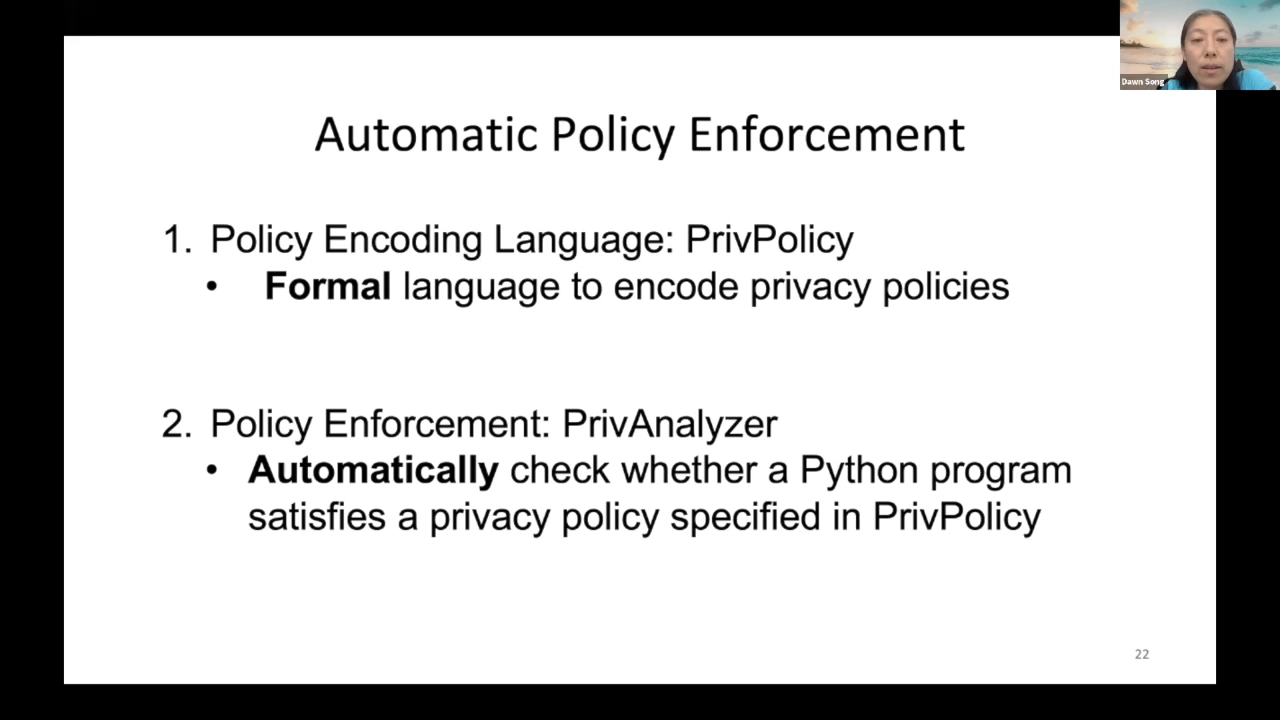 Dawn Song
Automatic Policy Enforcement
1. Policy Encoding Language: PrivPolicy
• Formal language to encode privacy policies
2. Policy Enforcement: PrivAnalyzer
• Automatically check whether a Python program
satisfies a privacy policy specified in PrivPolicy
22